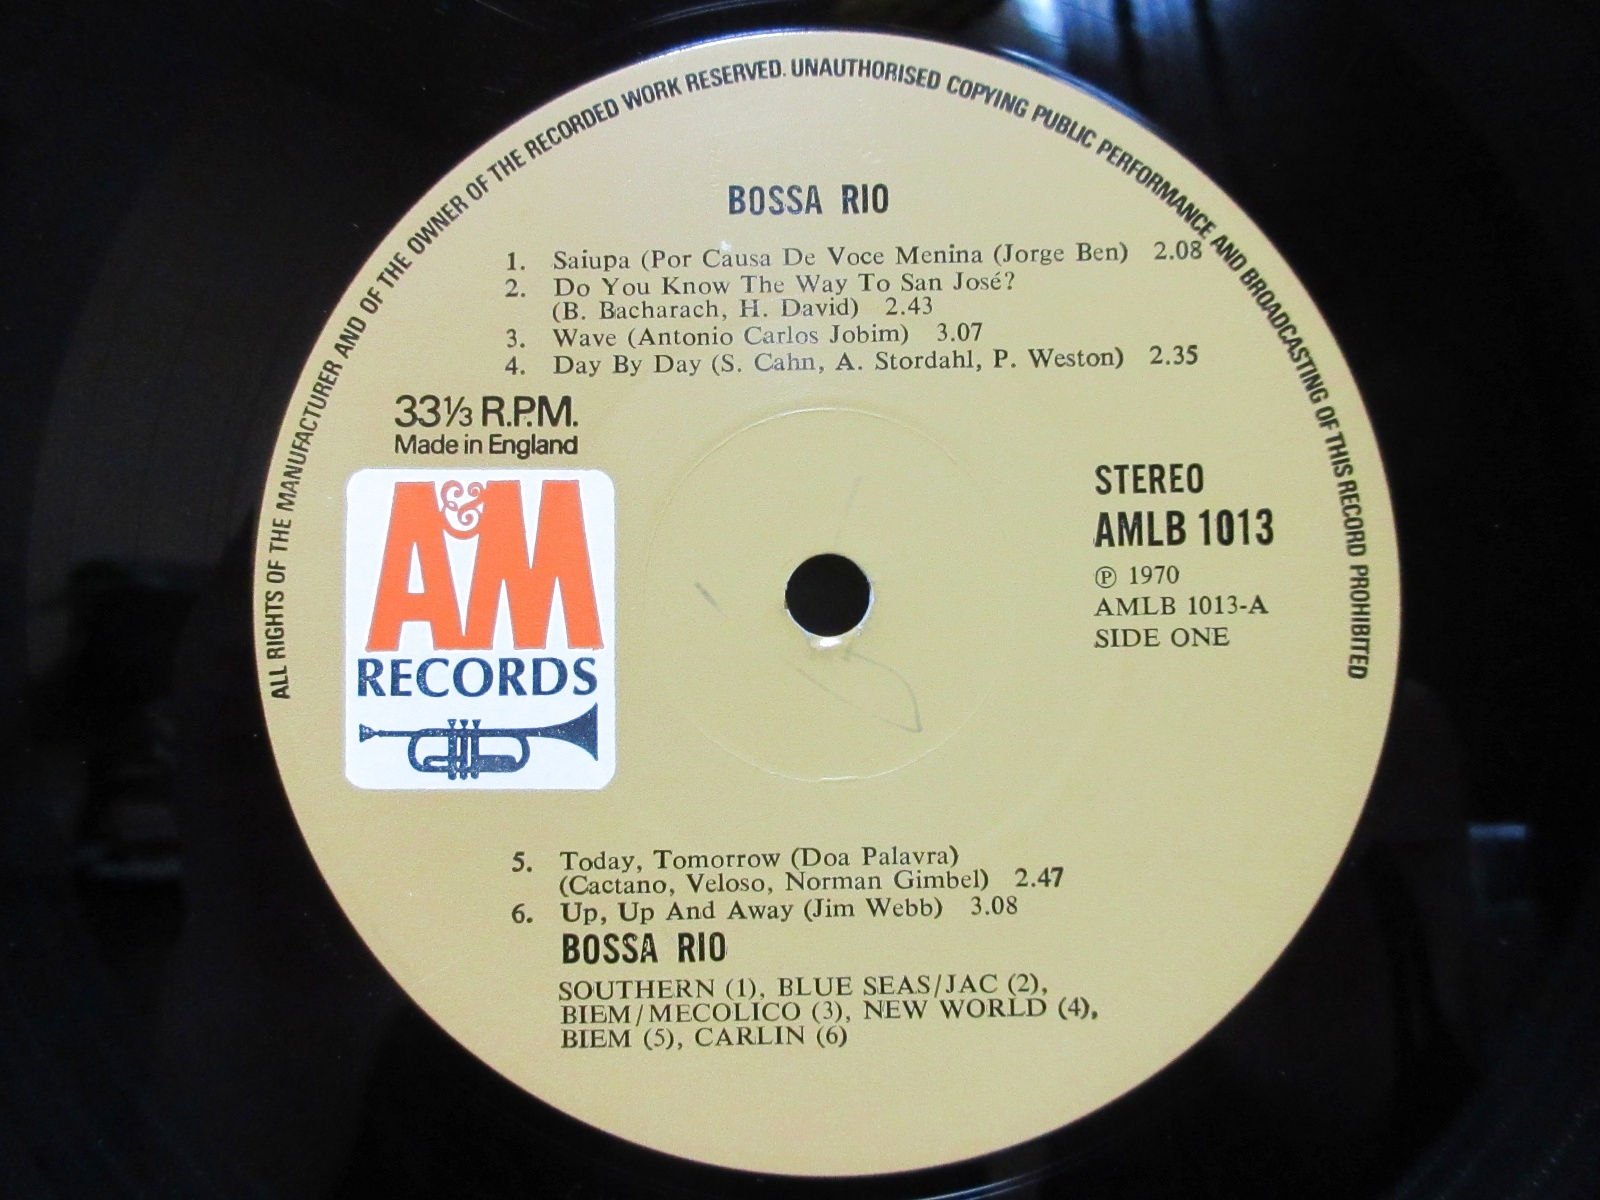 ALL RIGHTS OF THE MANUFACTURER AND OF THE OWNER OF THE RECORDED WORK RESERVED. UNAUTHORISED COPYING PUBLIC PERFORMANCE AND BROADCASTING OF THIS RECORD PROHIBITED
BOSSA RIO
1. Saiupa (Por Causa De Voce Menina (Jorge Ben) 2.08
2. Do You Know The Way To San José?
(B. Bacharach, H. David) 2.43
3. Wave (Antonio Carlos Jobim) 3.07
4. Day By Day (S. Cahn, A. Stordahl, P. Weston) 2.35
33⅓ R.P.M.
Made in England
A&M
RECORDS
STEREO
AMLB 1013
℗ 1970
AMLB 1013-A
SIDE ONE
5. Today, Tomorrow (Doa Palavra)
(Cactano, Veloso, Norman Gimbel) 2.47
6. Up, Up And Away (Jim Webb) 3.08
BOSSA RIO
SOUTHERN (1), BLUE SEAS/JAC (2),
BIEM/MECOLICO (3), NEW WORLD (4),
BIEM (5), CARLIN (6)